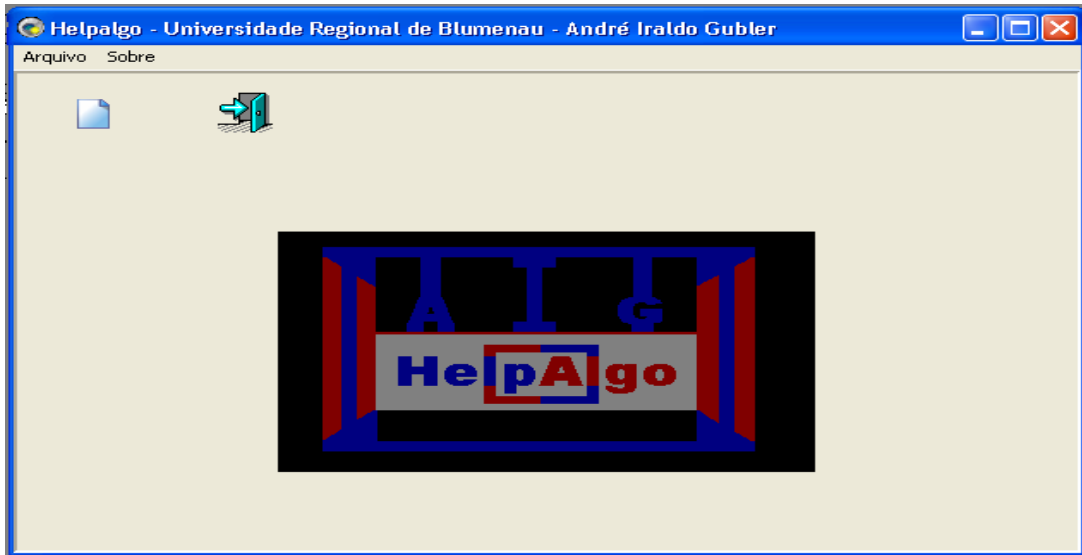 Helpalgo - Universidade Regional de Blumenau - André Iraldo Gubler
Arquivo Sobre
A I G
HelpAlgo